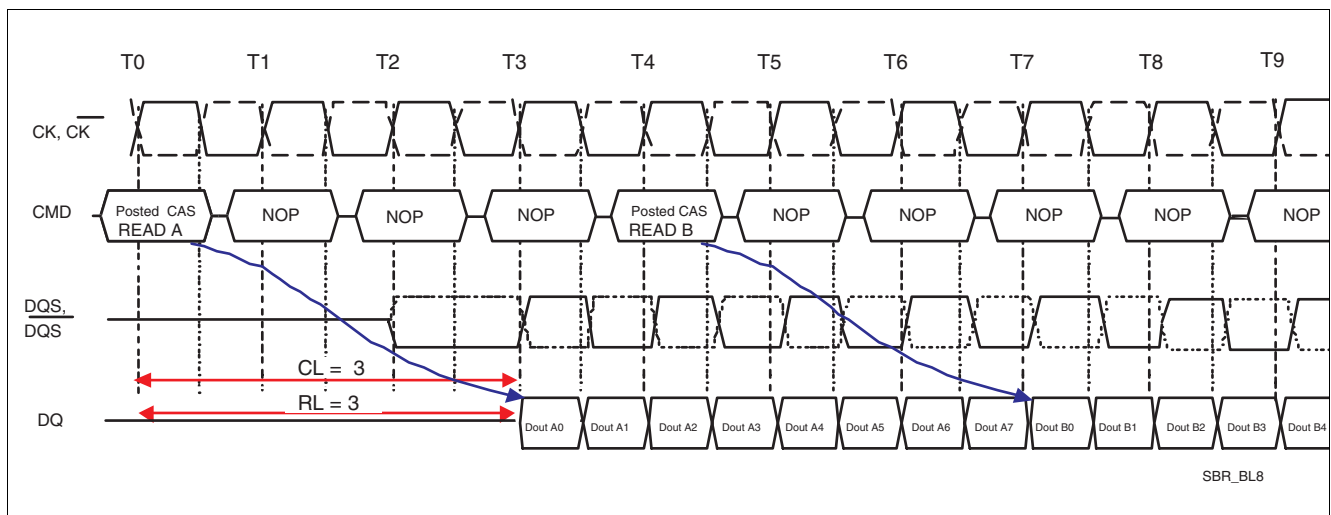 T0 T1 T2 T3 T4 T5 T6 T7 T8 T9
CK, CK
CMD
Posted CAS
READ A
NOP
NOP
NOP
Posted CAS
READ B
NOP
NOP
NOP
NOP
NOP
DQS,
DQS
CL = 3
RL = 3
DQ
Dout A0 Dout A1 Dout A2 Dout A3 Dout A4 Dout A5 Dout A6 Dout A7 Dout B0 Dout B1 Dout B2 Dout B3 Dout B4
SBR_BL8